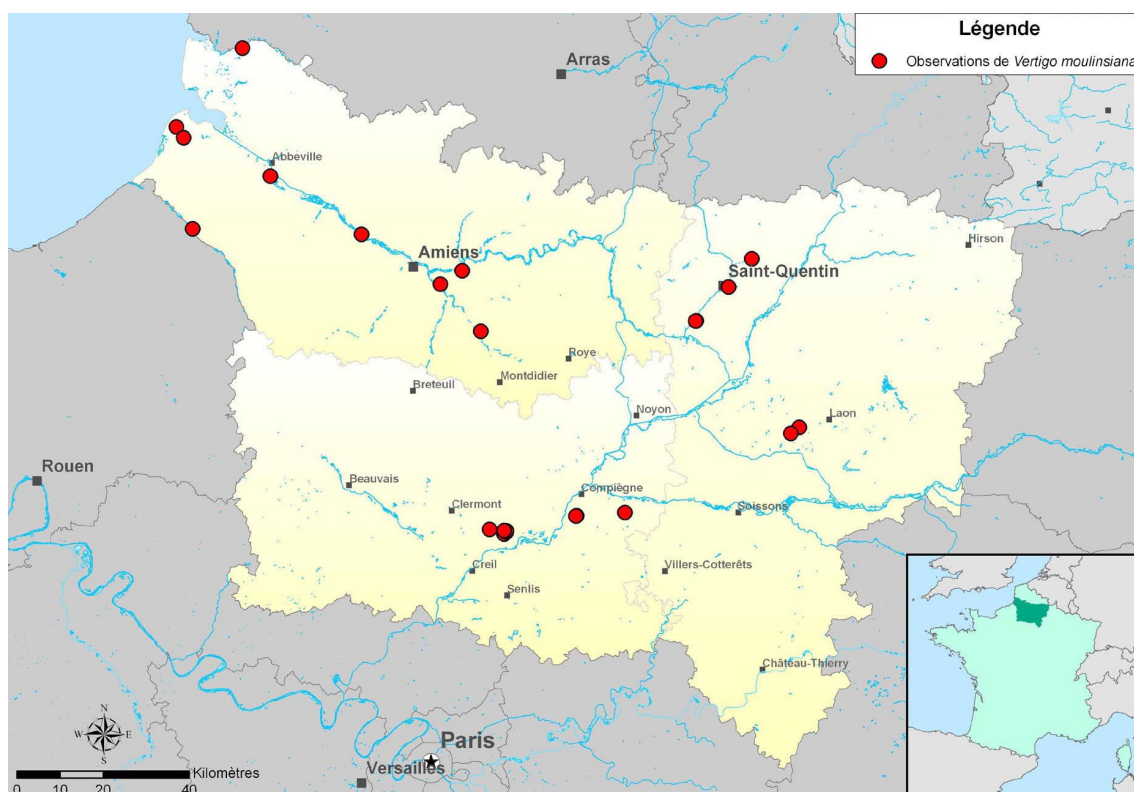 Légende
Observations de Vertigo moulinsiana
Arras
Abbeville
Hirson
Amiens
Saint-Quentin
Roye
Montdidier
Breteuil
Noyon
Laon
Rouen
Beauvais
Compiègne
Clermont
Soissons
Creil
Villers-Cotterêts
Senlis
Château-Thierry
N
W E
S
Paris
Versailles
Kilomètres
0 10 20 40